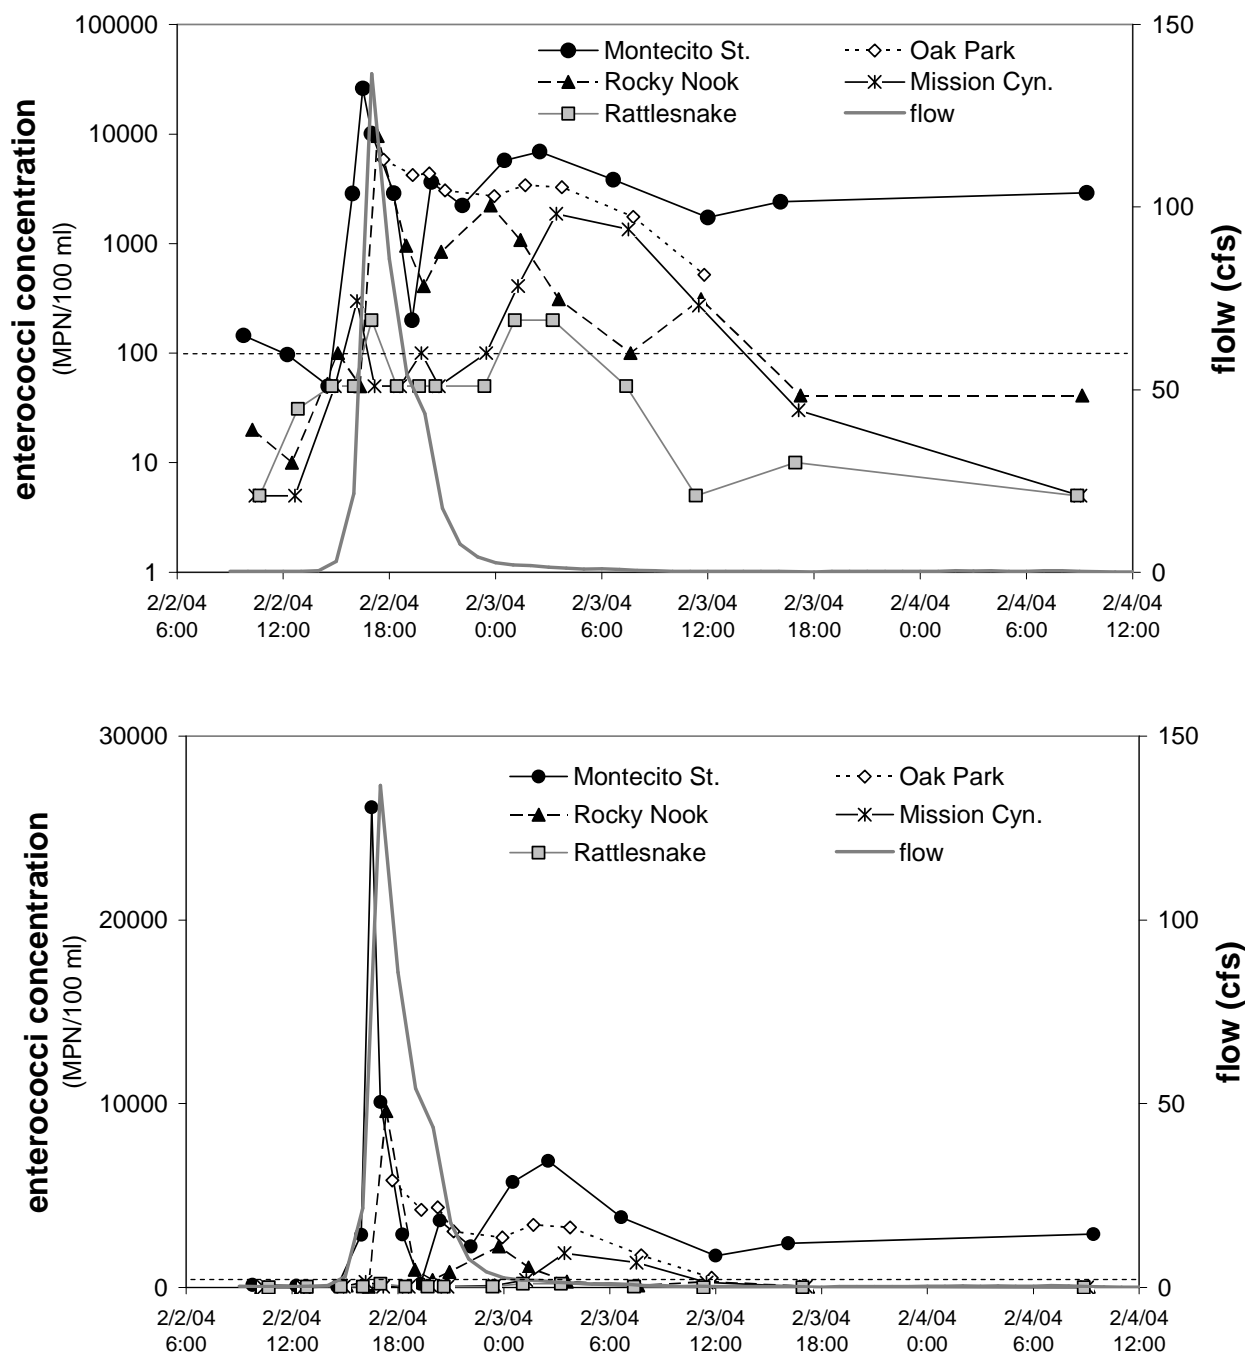 100000
10000
1000
100
10
1
150
100
50
0
enterococci concentration
(MPN/100 ml)
flolw (cfs)
Montecito St.
Oak Park
Rocky Nook
Mission Cyn.
Rattlesnake
flow
2/2/04 2/2/04 2/2/04 2/3/04 2/3/04 2/3/04 2/3/04 2/4/04 2/4/04 2/4/04
6:00 12:00 18:00 0:00 6:00 12:00 18:00 0:00 6:00 12:00
30000
20000
10000
0
150
100
50
0
enterococci concentration
(MPN/100 ml)
flow (cfs)
Montecito St.
Oak Park
Rocky Nook
Mission Cyn.
Rattlesnake
flow
2/2/04 2/2/04 2/2/04 2/3/04 2/3/04 2/3/04 2/3/04 2/4/04 2/4/04 2/4/04
6:00 12:00 18:00 0:00 6:00 12:00 18:00 0:00 6:00 12:00